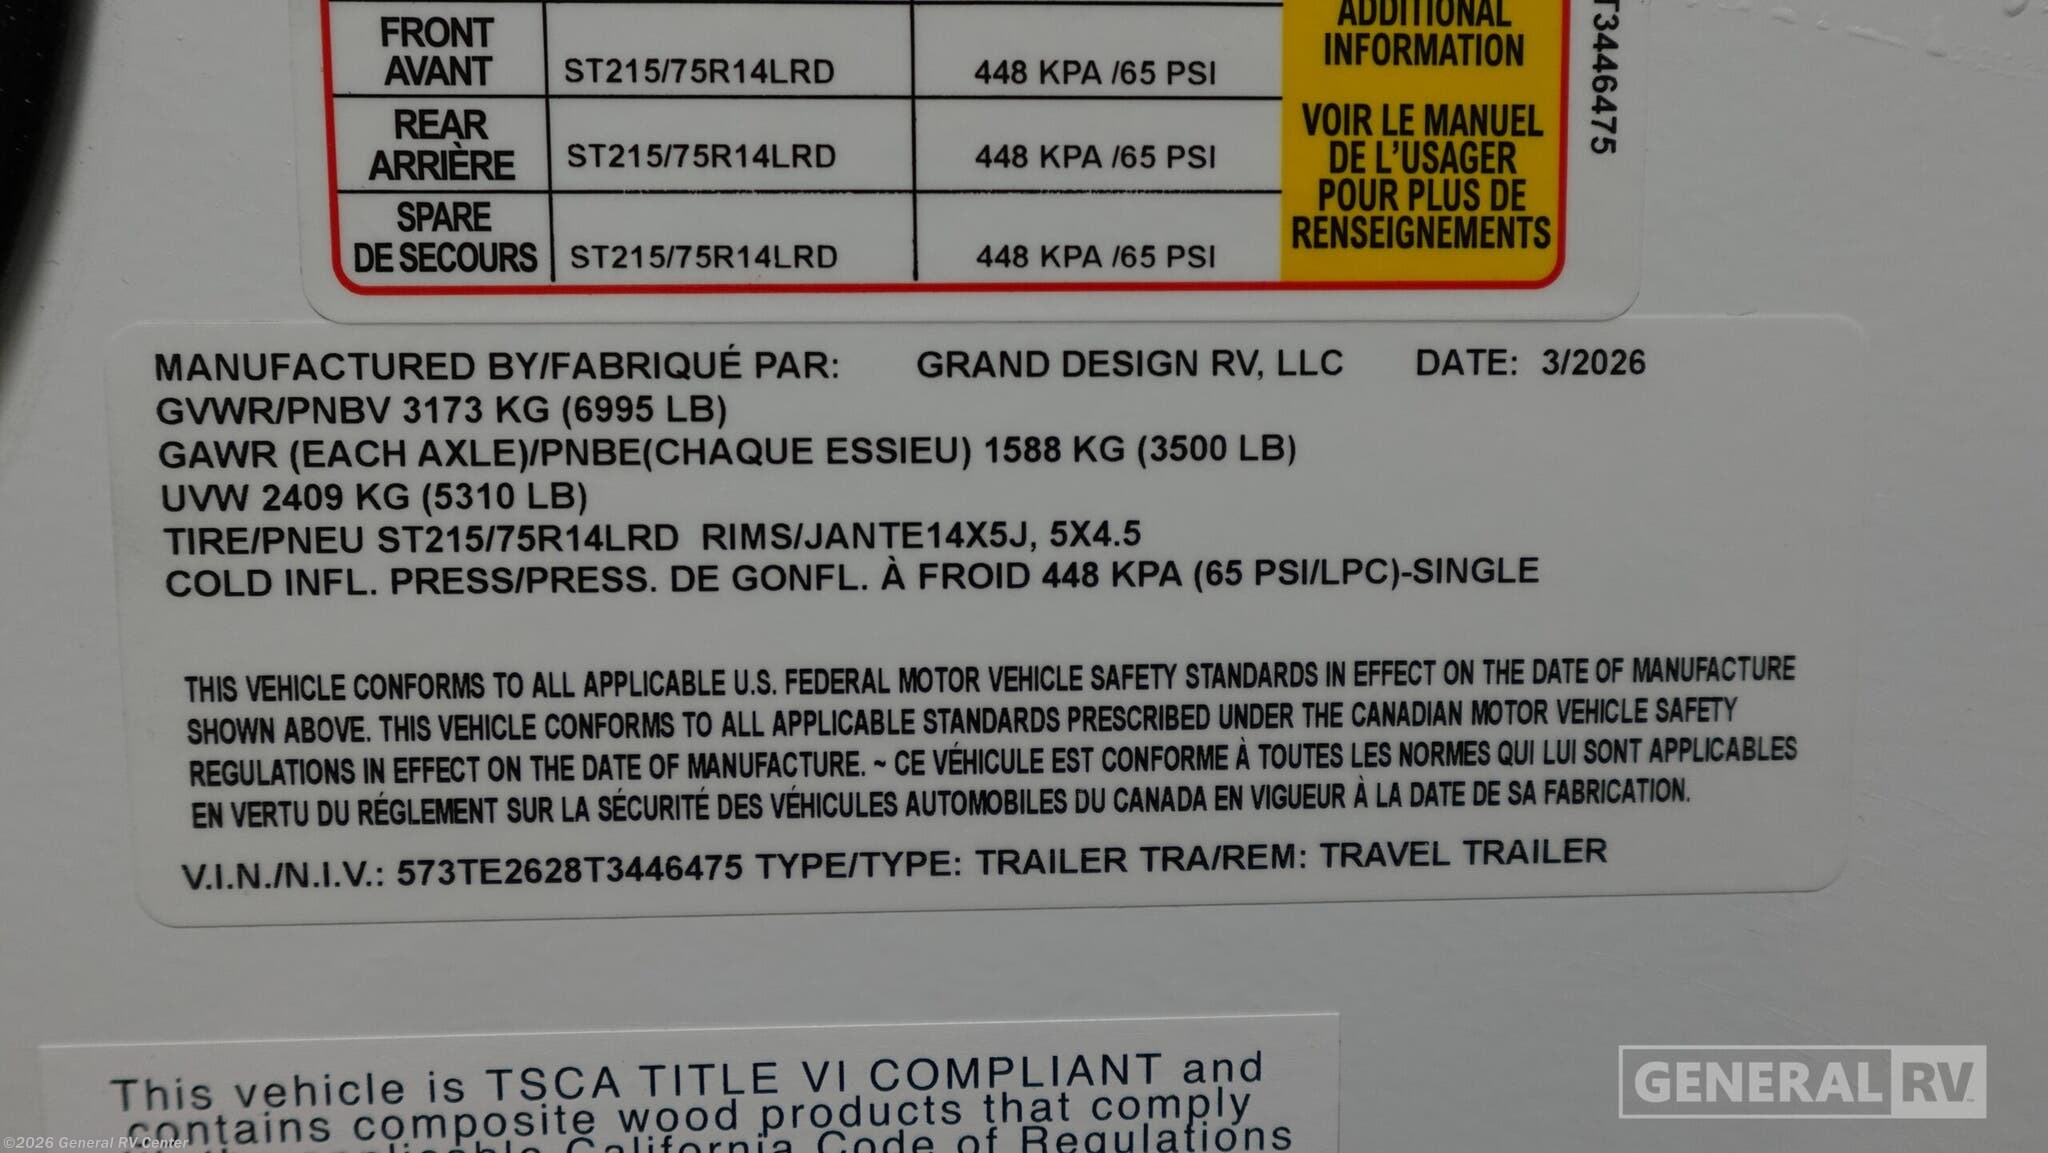 ADDITIONAL
INFORMATION
FRONT
AVANT
ST215/75R14LRD
448 KPA /65 PSI
REAR
ARRIÈRE
ST215/75R14LRD
448 KPA /65 PSI
SPARE
DE SECOURS
ST215/75R14LRD
448 KPA /65 PSI
VOIR LE MANUEL
DE L'USAGER
POUR PLUS DE
RENSEIGNEMENTS
T3446475
MANUFACTURED BY/FABRIQUÉ PAR: GRAND DESIGN RV, LLC DATE: 3/2026
GVWR/PNBV 3173 KG (6995 LB)
GAWR (EACH AXLE)/PNBE(CHAQUE ESSIEU) 1588 KG (3500 LB)
UVW 2409 KG (5310 LB)
TIRE/PNEU ST215/75R14LRD RIMS/JANTE14X5J, 5X4.5
COLD INFL. PRESS/PRESS. DE GONFL. À FROID 448 KPA (65 PSI/LPC)-SINGLE
THIS VEHICLE CONFORMS TO ALL APPLICABLE U.S. FEDERAL MOTOR VEHICLE SAFETY STANDARDS IN EFFECT ON THE DATE OF MANUFACTURE
SHOWN ABOVE. THIS VEHICLE CONFORMS TO ALL APPLICABLE STANDARDS PRESCRIBED UNDER THE CANADIAN MOTOR VEHICLE SAFETY
REGULATIONS IN EFFECT ON THE DATE OF MANUFACTURE. ~ CE VÉHICULE EST CONFORME À TOUTES LES NORMES QUI LUI SONT APPLICABLES
EN VERTU DU RÉGLEMENT SUR LA SÉCURITÉ DES VÉHICULES AUTOMOBILES DU CANADA EN VIGUEUR À LA DATE DE SA FABRICATION.
V.I.N./N.I.V.: 573TE2628T3446475 TYPE/TYPE: TRAILER TRA/REM: TRAVEL TRAILER
This vehicle is TSCA TITLE VI COMPLIANT and
contains composite wood products that comply
California Code of Regulations
GENERAL RV
©2026 General RV Center